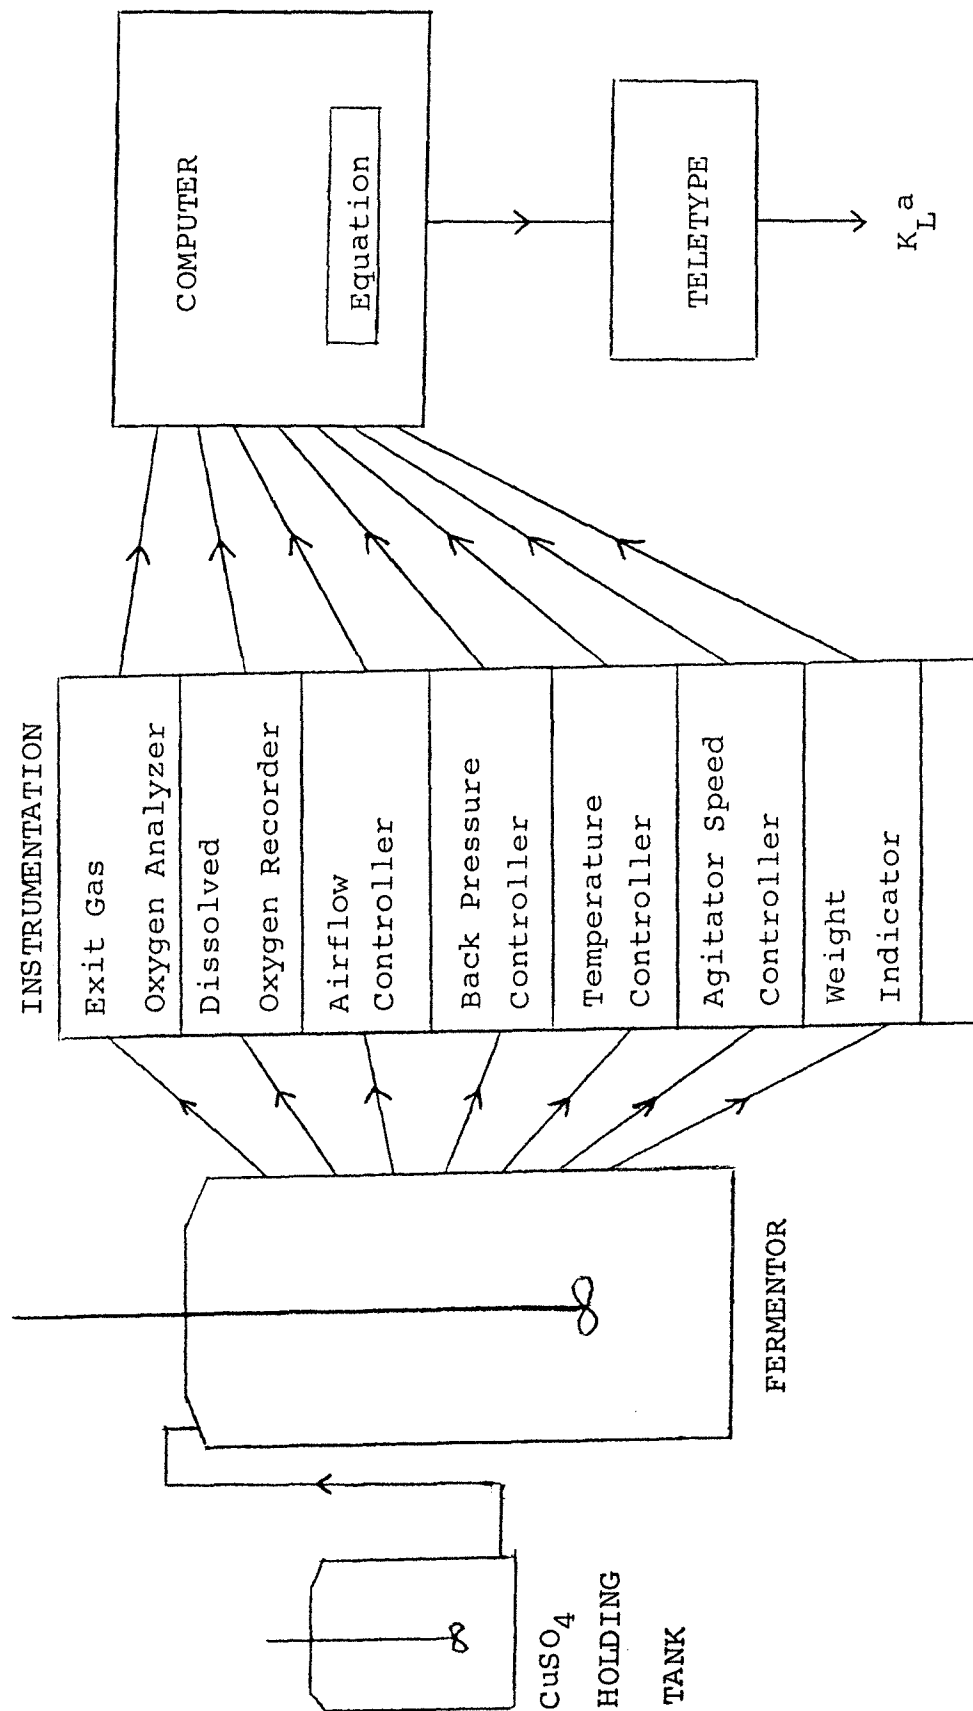 CuSO4
HOLDING
TANK
FERMENTOR
INSTRUMENTATION
Exit Gas
Oxygen Analyzer
Dissolved
Oxygen Recorder
Airflow
Controller
Back Pressure
Controller
Temperature
Controller
Agitator Speed
Controller
Weight
Indicator
COMPUTER
Equation
TELETYPE
KLa